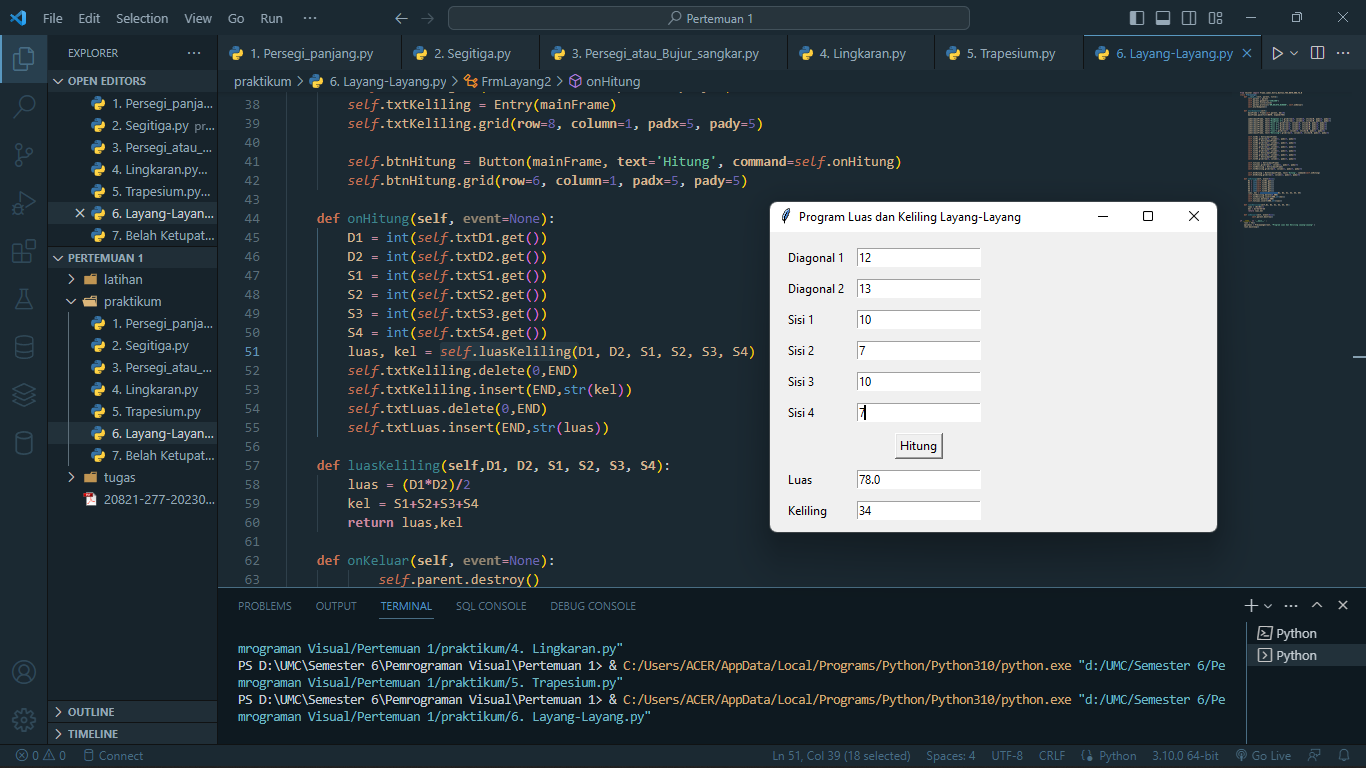 File Edit Selection View Go Run ··· Pertemuan 1
EXPLORER
OPEN EDITORS
1. Persegi_panja...
2. Segitiga.py pr...
3. Persegi_atau_...
4. Lingkaran.py...
5. Trapesium.py...
6. Layang-Layan...
7. Belah Ketupat...
PERTEMUAN 1
latihan
praktikum
1. Persegi_panja...
2. Segitiga.py
3. Persegi_atau_...
4. Lingkaran.py
5. Trapesium.py
6. Layang-Layan...
7. Belah Ketupat...
tugas
20821-277-20230...
OUTLINE
TIMELINE
1. Persegi_panjang.py 2. Segitiga.py 3. Persegi_atau_Bujur_sangkar.py 4. Lingkaran.py 5. Trapesium.py 6. Layang-Layang.py
praktikum > 6. Layang-Layang.py > FrmLayang2 > onHitung
38 self.txtKeliling = Entry(mainFrame)
39 self.txtKeliling.grid(row=8, column=1, padx=5, pady=5)
40
41 self.btnHitung = Button(mainFrame, text='Hitung', command=self.onHitung)
42 self.btnHitung.grid(row=6, column=1, padx=5, pady=5)
43
44 def onHitung(self, event=None):
45 D1 = int(self.txtD1.get())
46 D2 = int(self.txtD2.get())
47 S1 = int(self.txtS1.get())
48 S2 = int(self.txtS2.get())
49 S3 = int(self.txtS3.get())
50 S4 = int(self.txtS4.get())
51 luas, kel = self.luasKeliling(D1, D2, S1, S2, S3, S4)
52 self.txtKeliling.delete(0,END)
53 self.txtKeliling.insert(END,str(kel))
54 self.txtLuas.delete(0,END)
55 self.txtLuas.insert(END,str(luas))
56
57 def luasKeliling(self,D1, D2, S1, S2, S3, S4):
58 luas = (D1*D2)/2
59 kel = S1+S2+S3+S4
60 return luas,kel
61
62 def onKeluar(self, event=None):
63 self.parent.destroy()
Program Luas dan Keliling Layang-Layang
Diagonal 1 12
Diagonal 2 13
Sisi 1 10
Sisi 2 7
Sisi 3 10
Sisi 4 7
Hitung
Luas 78.0
Keliling 34
PROBLEMS OUTPUT TERMINAL SQL CONSOLE DEBUG CONSOLE
mrograman Visual/Pertemuan 1/praktikum/4. Lingkaran.py"
PS D:\UMC\Semester 6\Pemrograman Visual\Pertemuan 1> & C:/Users/ACER/AppData/Local/Programs/Python/Python310/python.exe "d:/UMC/Semester 6/Pe
mrograman Visual/Pertemuan 1/praktikum/5. Trapesium.py"
PS D:\UMC\Semester 6\Pemrograman Visual\Pertemuan 1> & C:/Users/ACER/AppData/Local/Programs/Python/Python310/python.exe "d:/UMC/Semester 6/Pe
mrograman Visual/Pertemuan 1/praktikum/6. Layang-Layang.py"
Python
Python
0 0 Connect Ln 51, Col 39 (18 selected) Spaces: 4 UTF-8 CRLF Python 3.10.0 64-bit Go Live